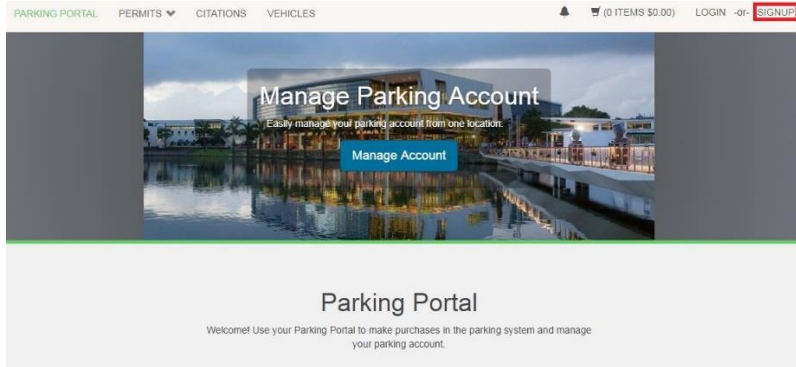 PARKING PORTAL PERMITS CITATIONS VEHICLES (0 ITEMS $0.00) LOGIN -or- SIGNUP
Manage Parking Account
Easily manage your parking account from one location.
Manage Account
Parking Portal
Welcome! Use your Parking Portal to make purchases in the parking system and manage
your parking account.